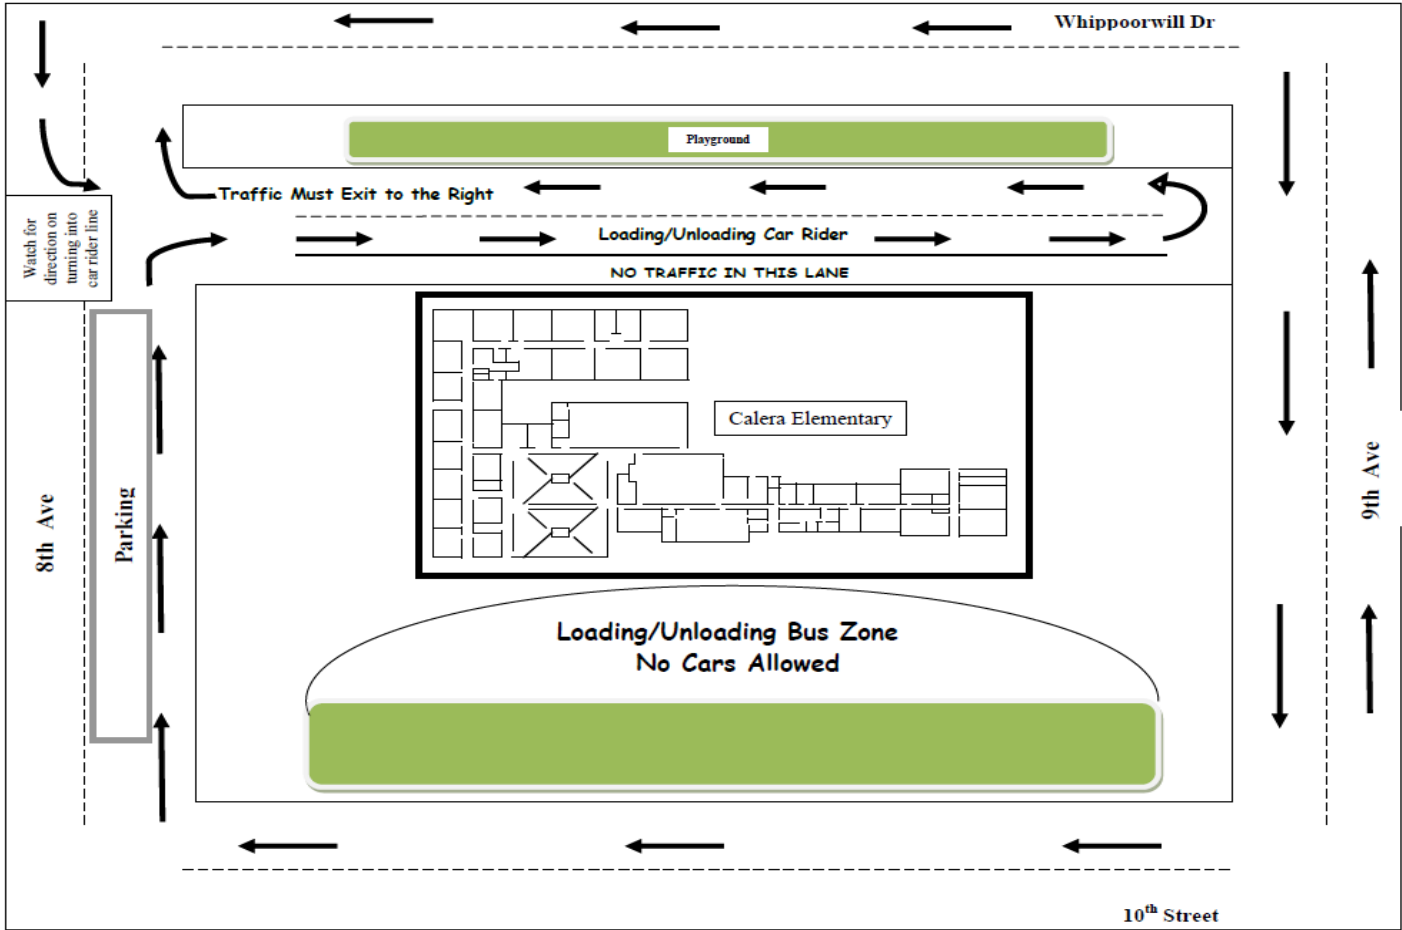 Whippoorwill Dr
Playground
Traffic Must Exit to the Right
Watch for
direction on
turning into
car rider line
Loading/Unloading Car Rider
NO TRAFFIC IN THIS LANE
Calera Elementary
8th Ave
Parking
9th Ave
Loading/Unloading Bus Zone
No Cars Allowed
10th Street